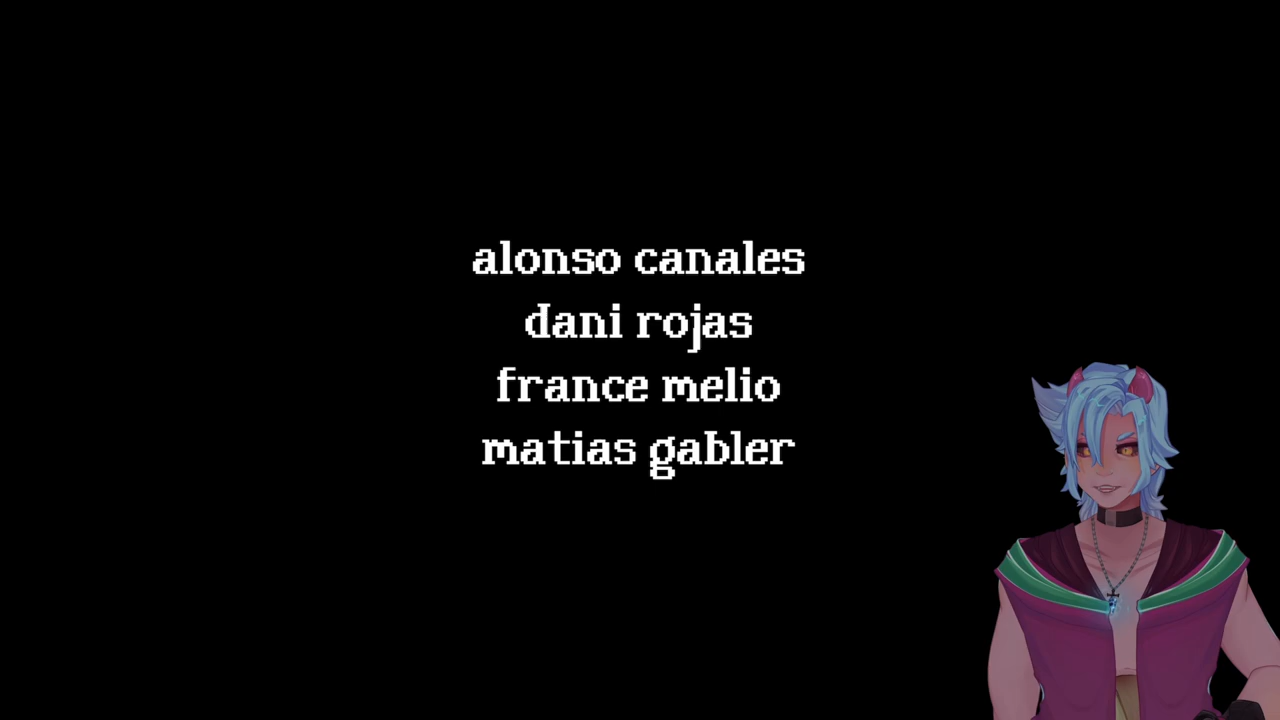 alonso canales
dani rojas
france melio
matias gabler